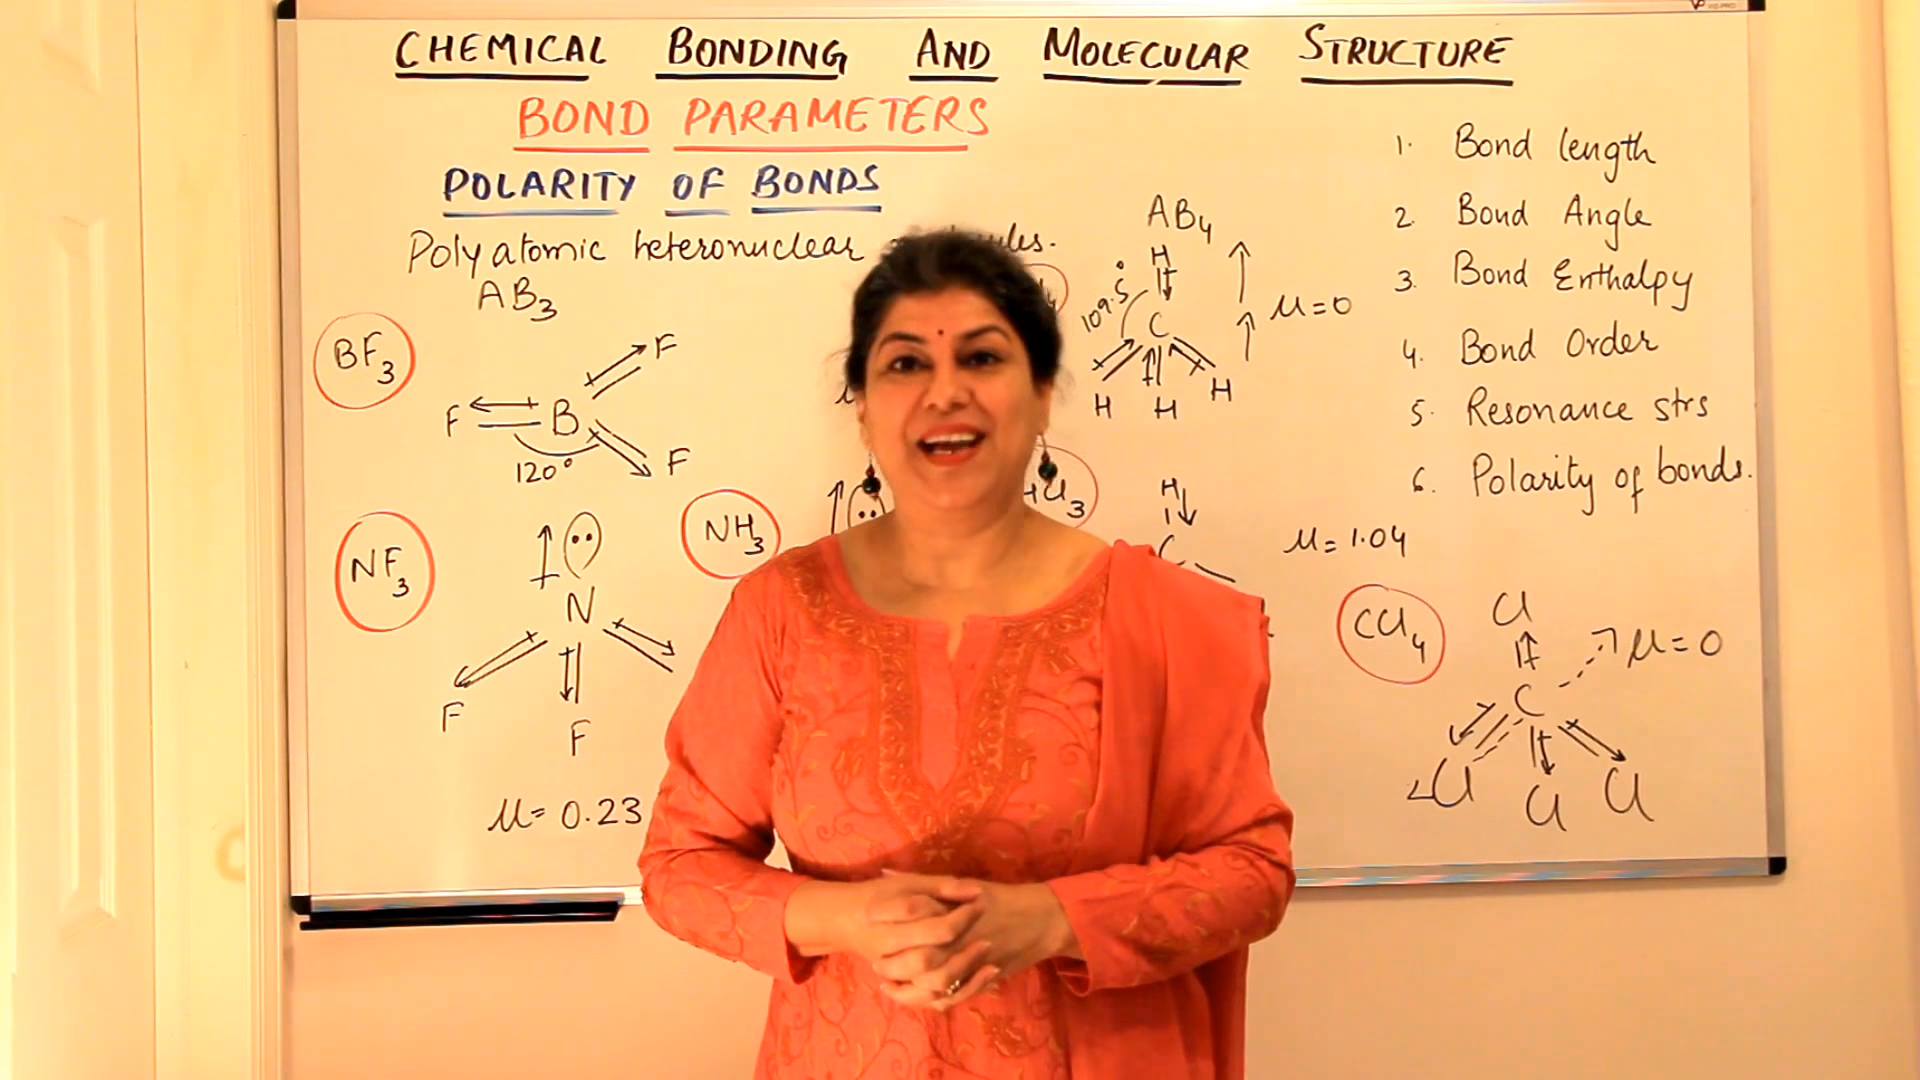 CHEMICAL BONDING AND MOLECULAR STRUCTURE
BOND PARAMETERS
POLARITY OF BONDS
Polyatomic heteronuclear
AB3
BF3
F
F
B
F
120°
NF3
N
F
F
μ= 0.23
NH3
AB4
H
109.5°
C
H
H
H
μ=0
H
C
μ= 1.04
1. Bond length
2. Bond Angle
3. Bond Enthalpy
4. Bond Order
5. Resonance strs
6. Polarity of bonds.
CCl4
Cl
C
μ=0
Cl
Cl
Cl